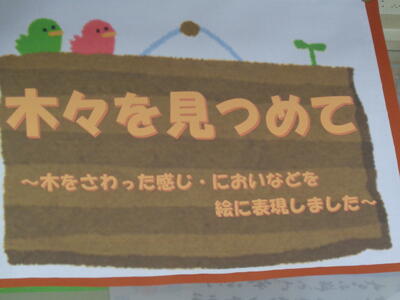 木々を見つめて
～木をさわった感じ・においなどを
絵に表現しました～